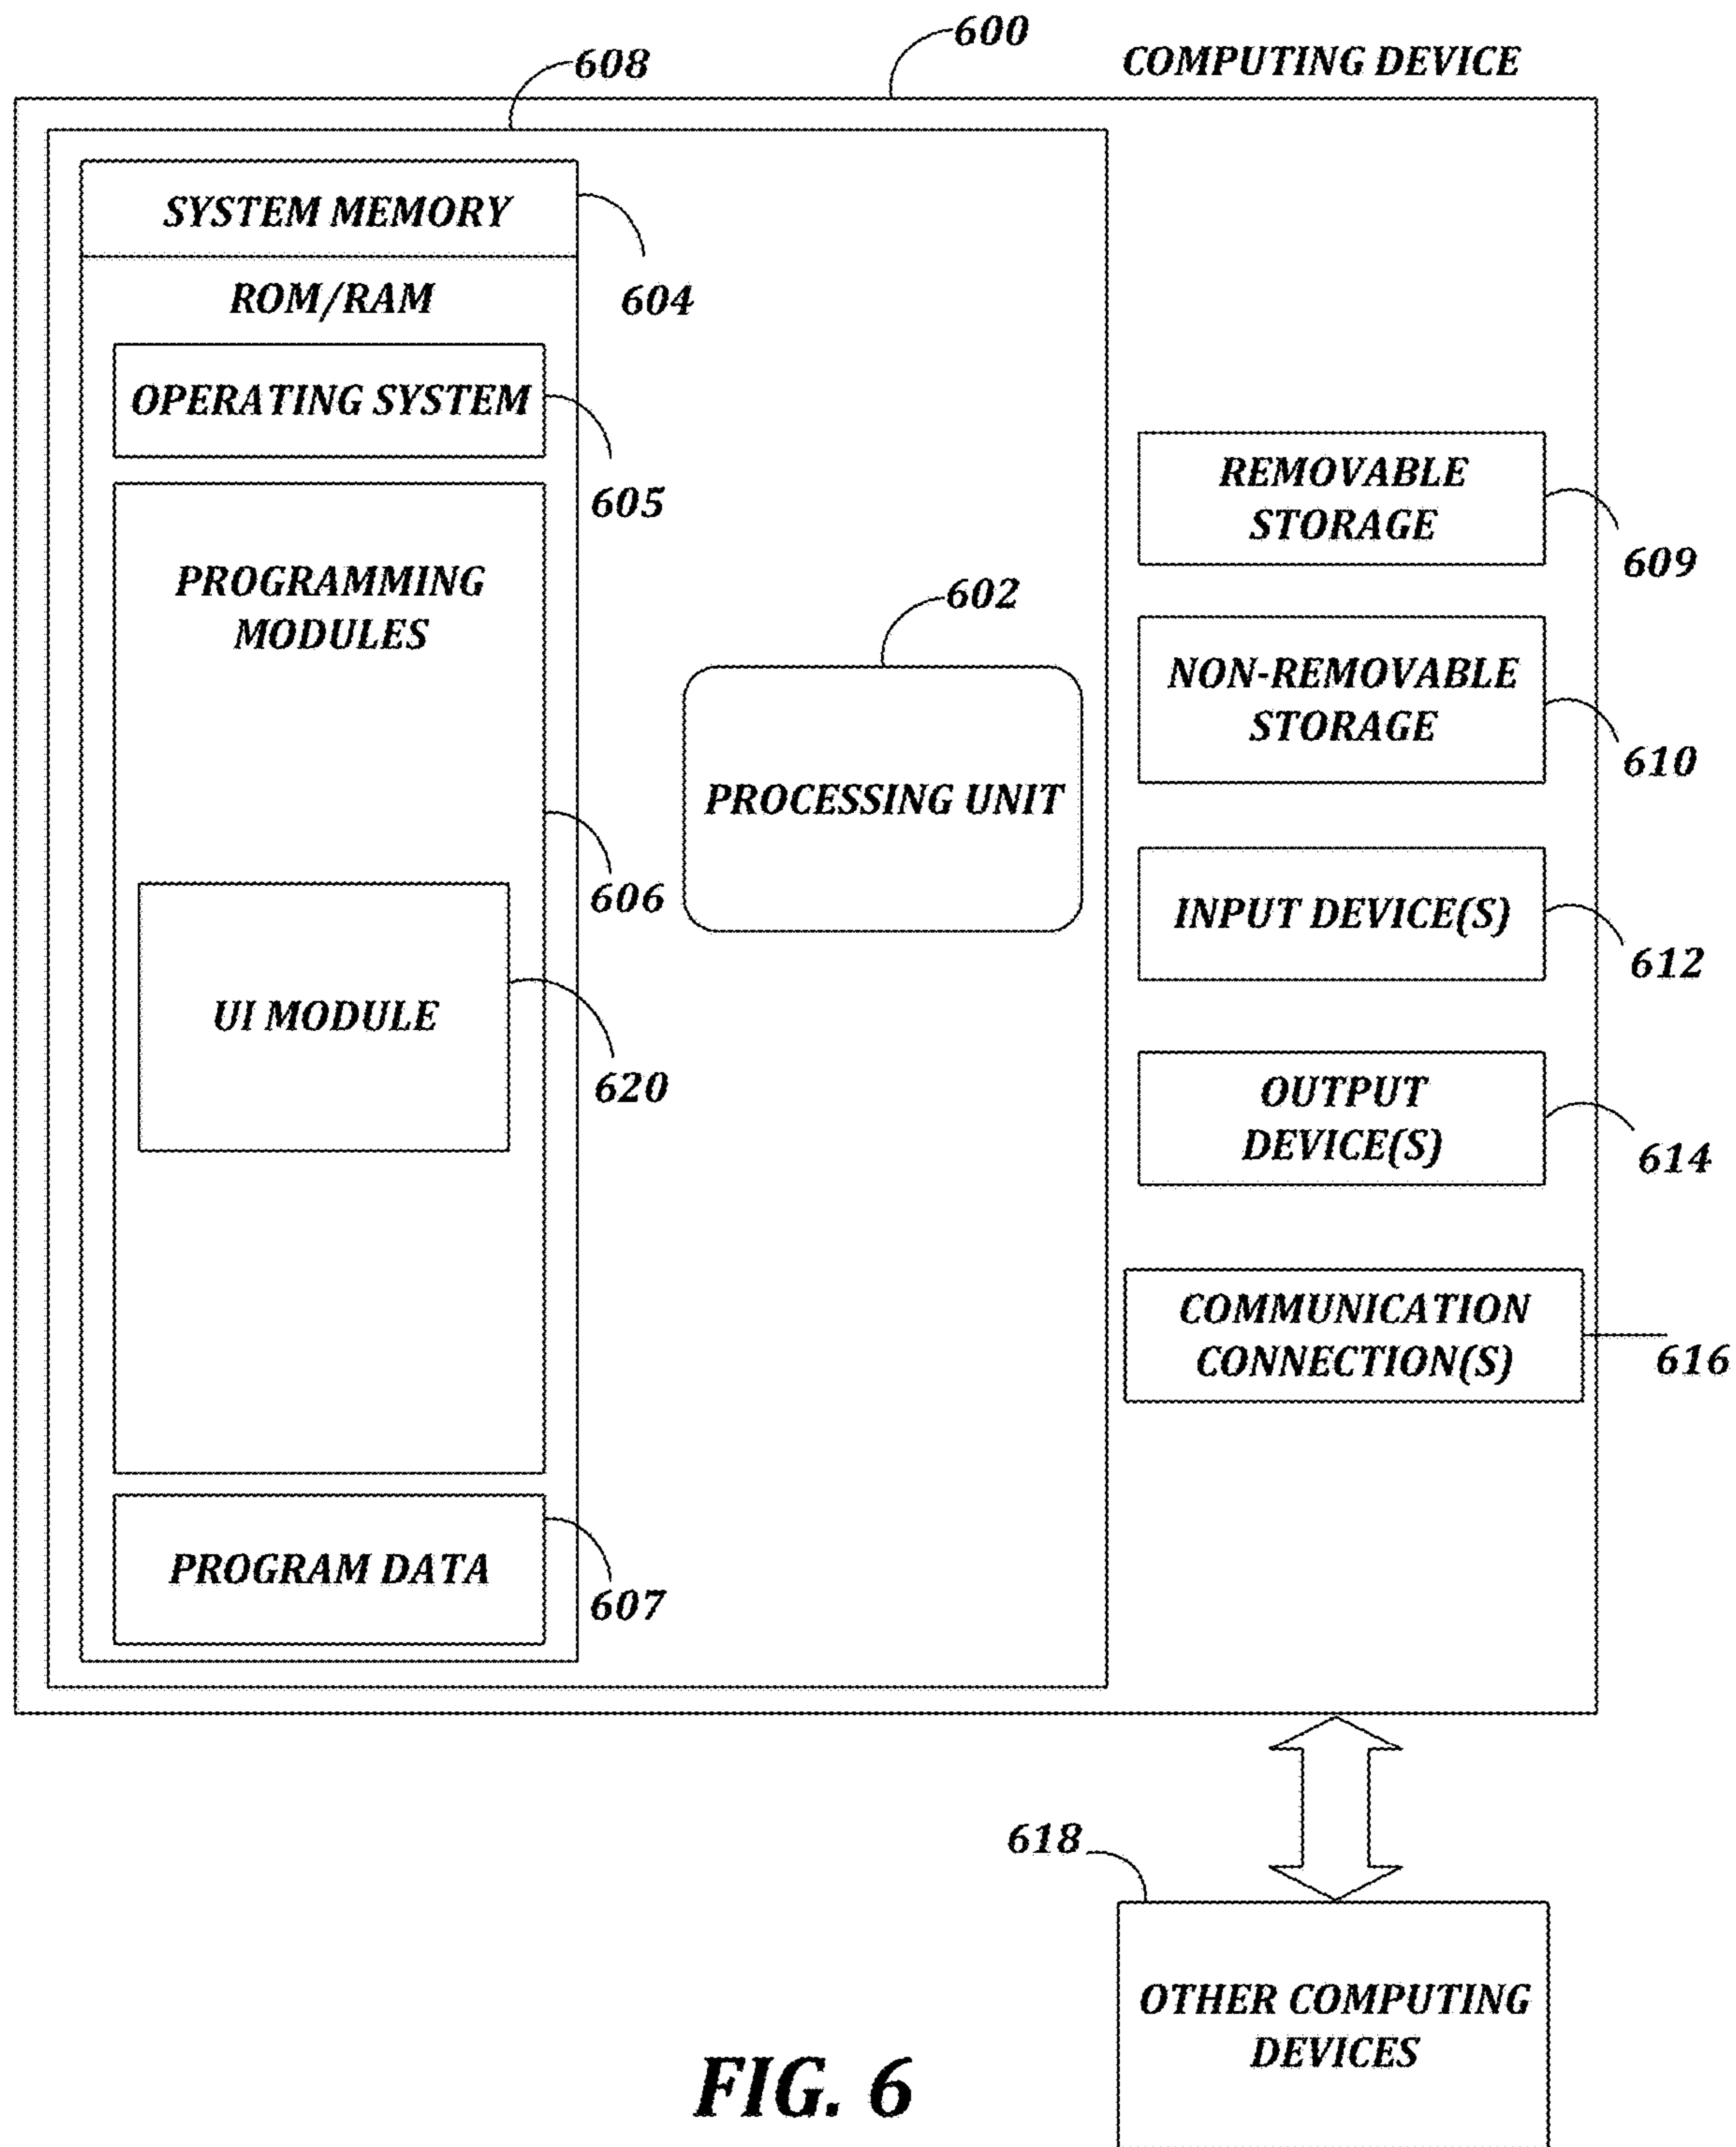 600
COMPUTING DEVICE
608
SYSTEM MEMORY
604
ROM/RAM
OPERATING SYSTEM
605
PROGRAMMING
MODULES
606
UI MODULE
620
PROGRAM DATA
607
602
PROCESSING UNIT
REMOVABLE
STORAGE
609
NON-REMOVABLE
STORAGE
610
INPUT DEVICE(S)
612
OUTPUT
DEVICE(S)
614
COMMUNICATION
CONNECTION(S)
616
618
OTHER COMPUTING
DEVICES
FIG. 6